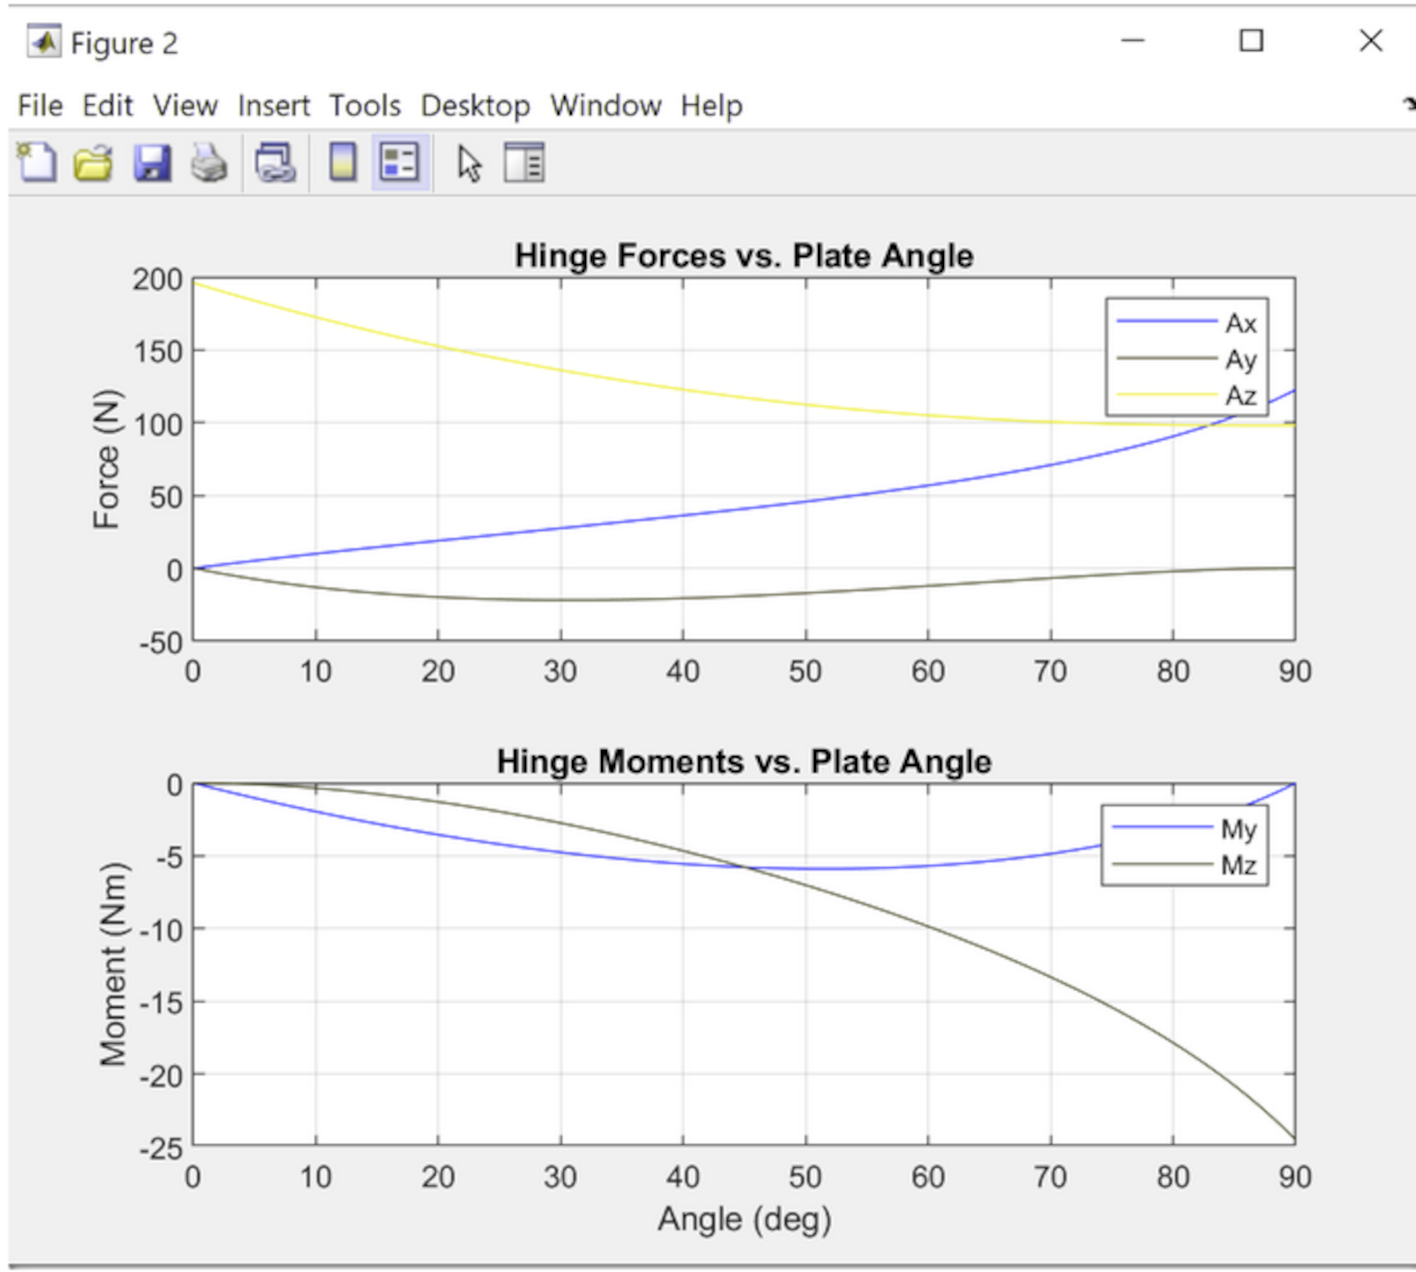 Figure 2
File Edit View Insert Tools Desktop Window Help
Hinge Forces vs. Plate Angle
200
150
100
50
0
-50
Force (N)
Ax
Ay
Az
0 10 20 30 40 50 60 70 80 90
Hinge Moments vs. Plate Angle
0
-5
-10
-15
-20
-25
Moment (Nm)
My
Mz
0 10 20 30 40 50 60 70 80 90
Angle (deg)